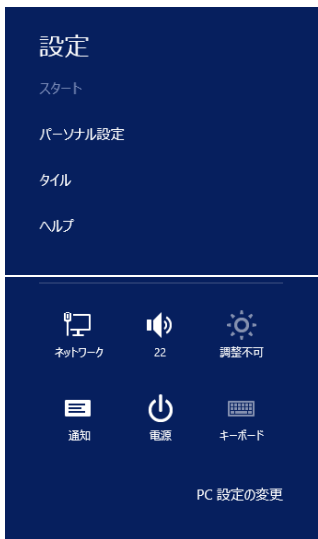 設定
スタート
パーソナル設定
タイル
ヘルプ
ネットワーク 22 調整不可
通知 電源 キーボード
PC 設定の変更